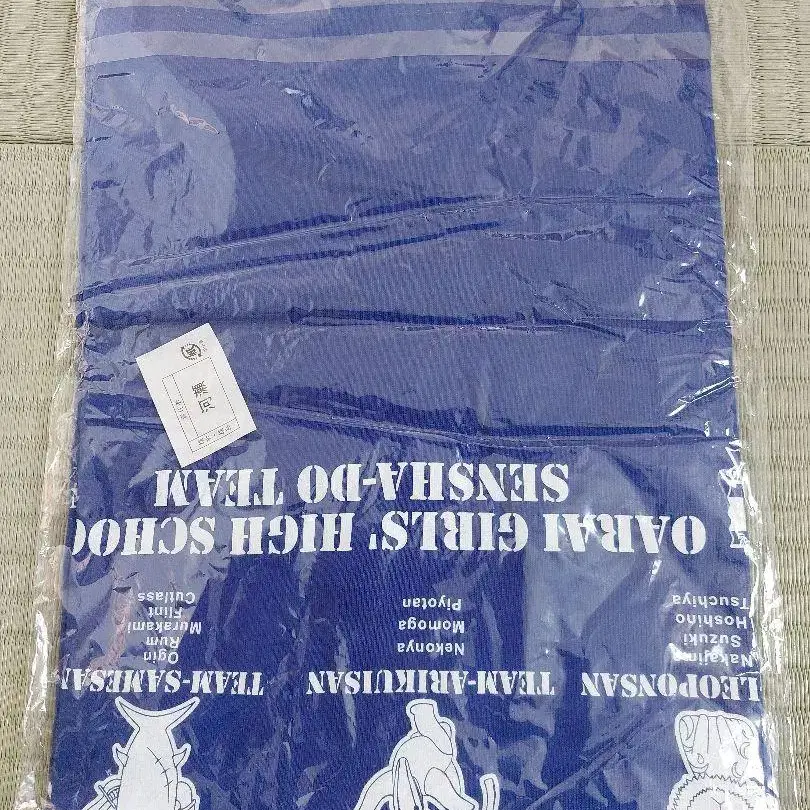 LEOPONSAN
Nakajima
Suzuki
Hoshino
Tsuchiya
TEAM-ARIKUISAN
Nekonya
Momoga
Piyotan
TEAM-SAMESAN
Ogin
Rum
Murakami
Flint
Cutlass
OARAI GIRLS' HIGH SCHOO
SENSHA-DO TEAM